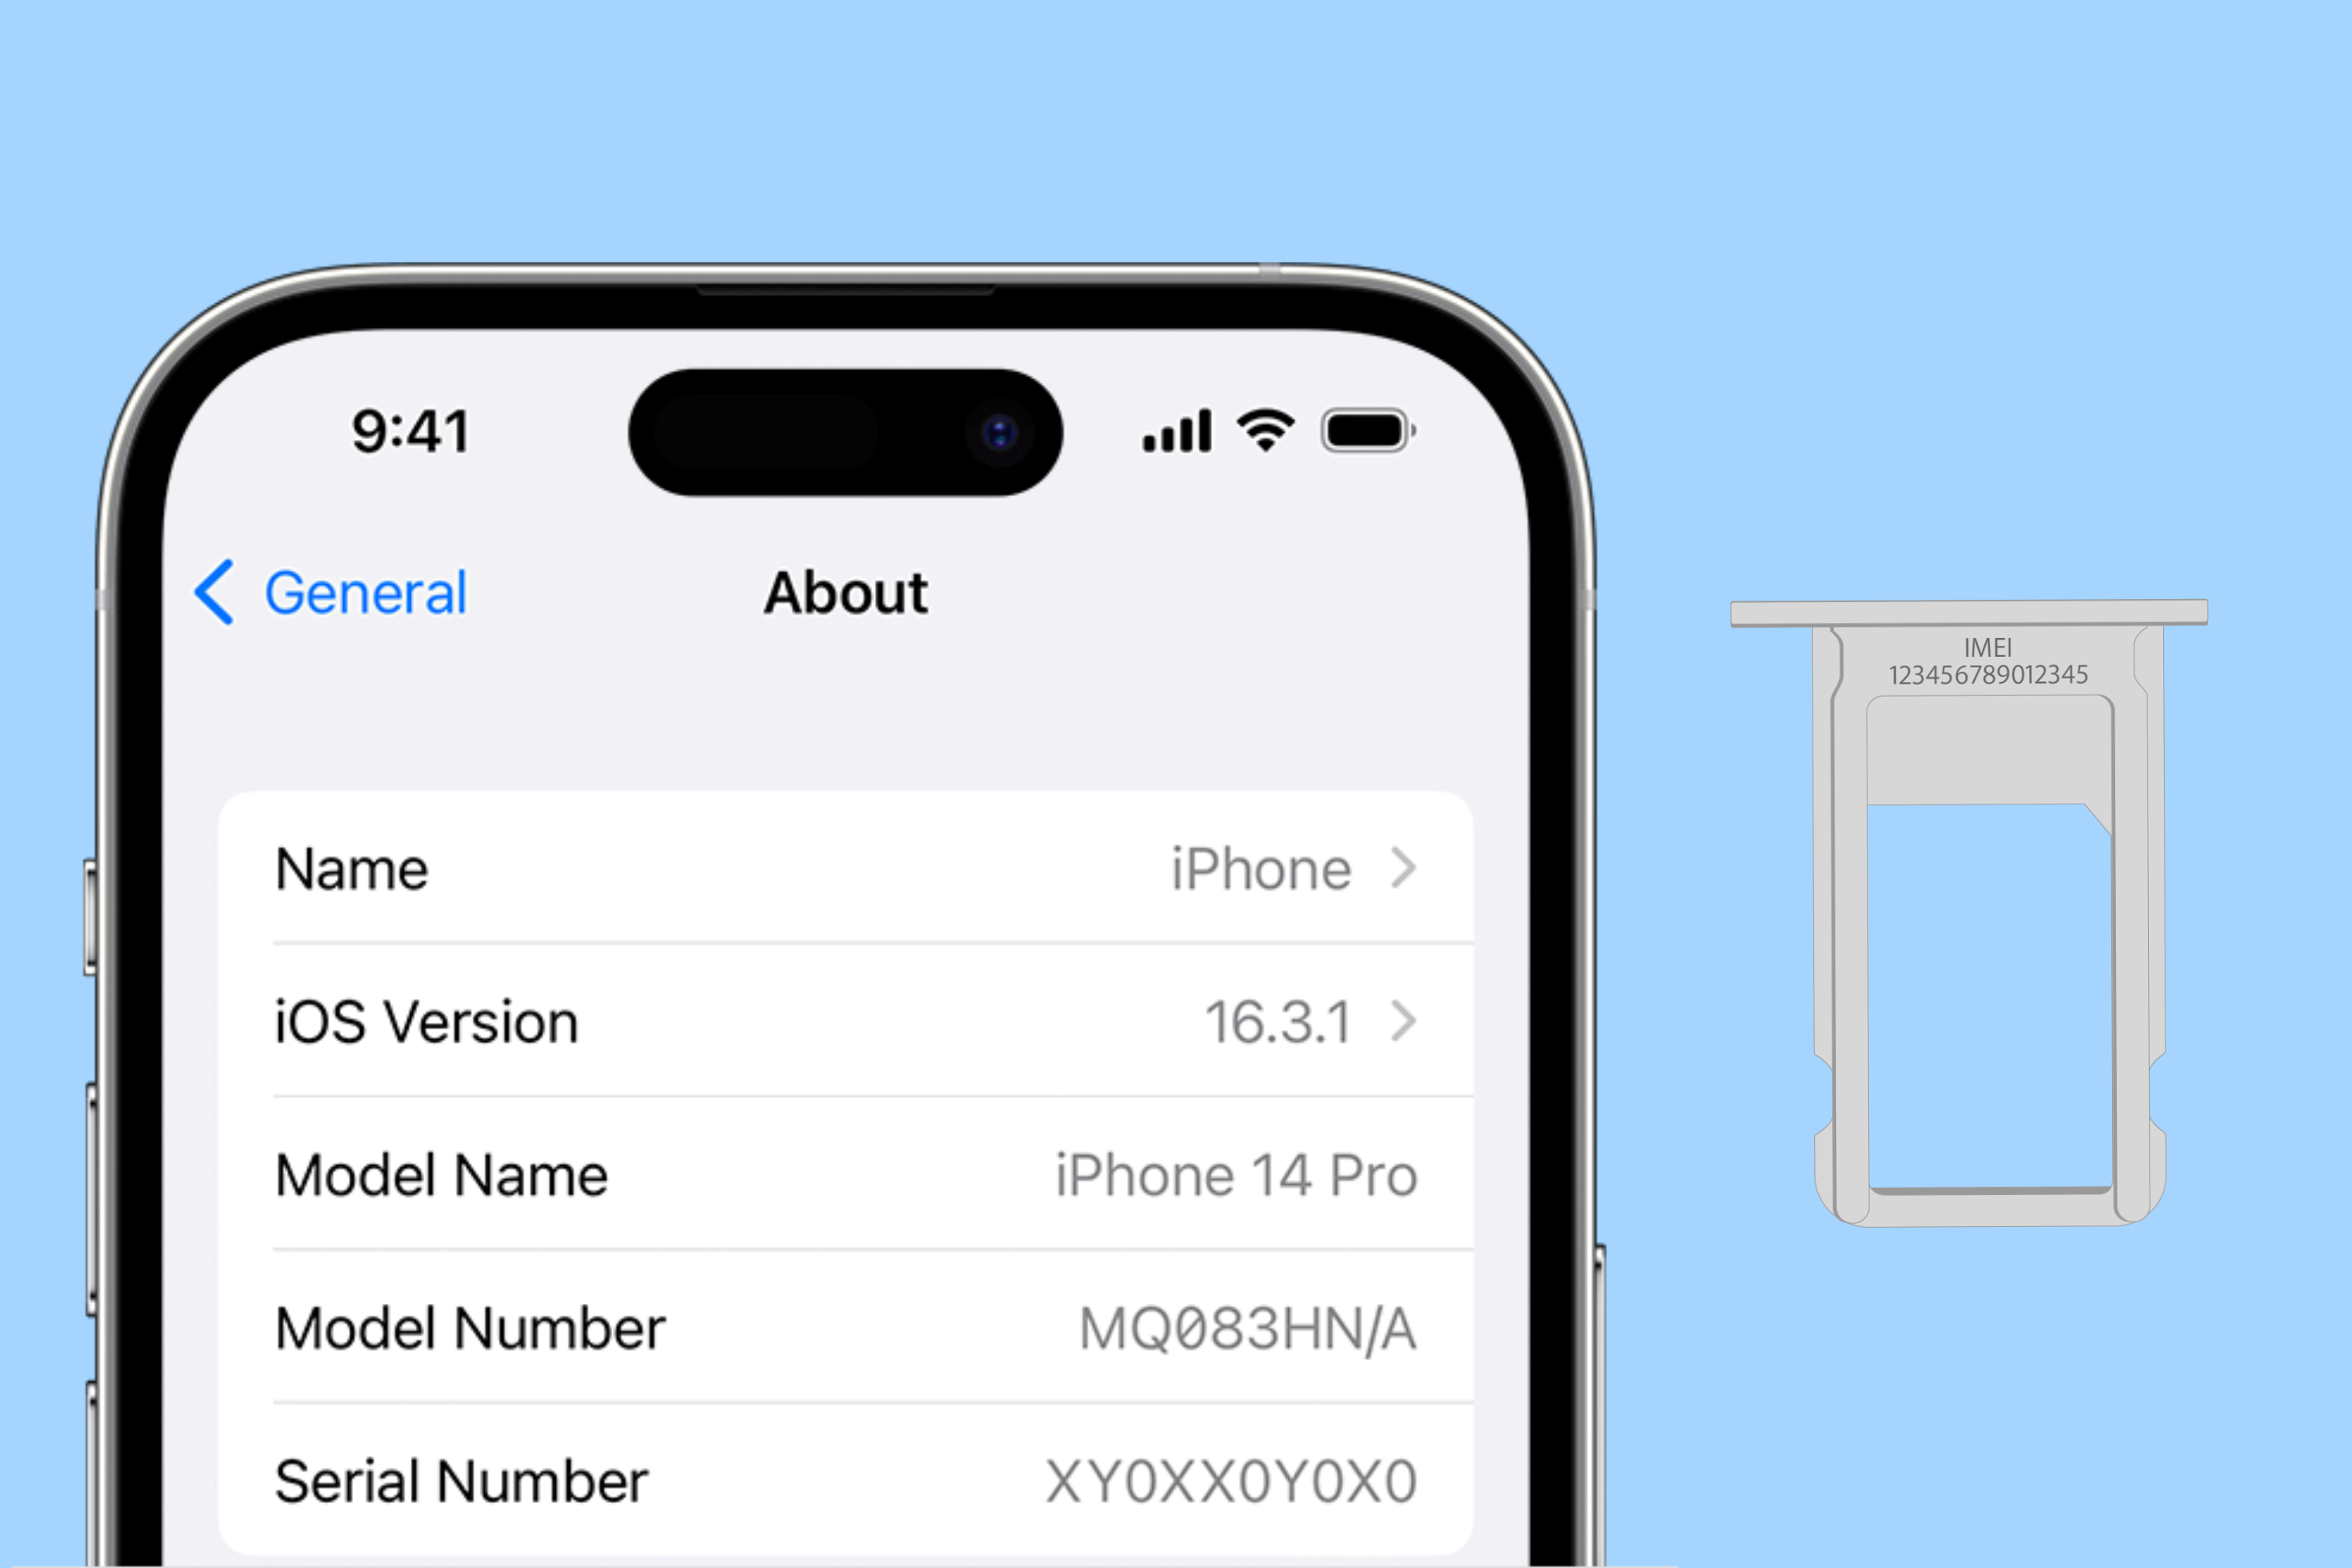 9:41
General
About
Name iPhone
iOS Version 16.3.1
Model Name iPhone 14 Pro
Model Number MQ083HN/A
Serial Number XY0XX0Y0X0
IMEI
123456789012345